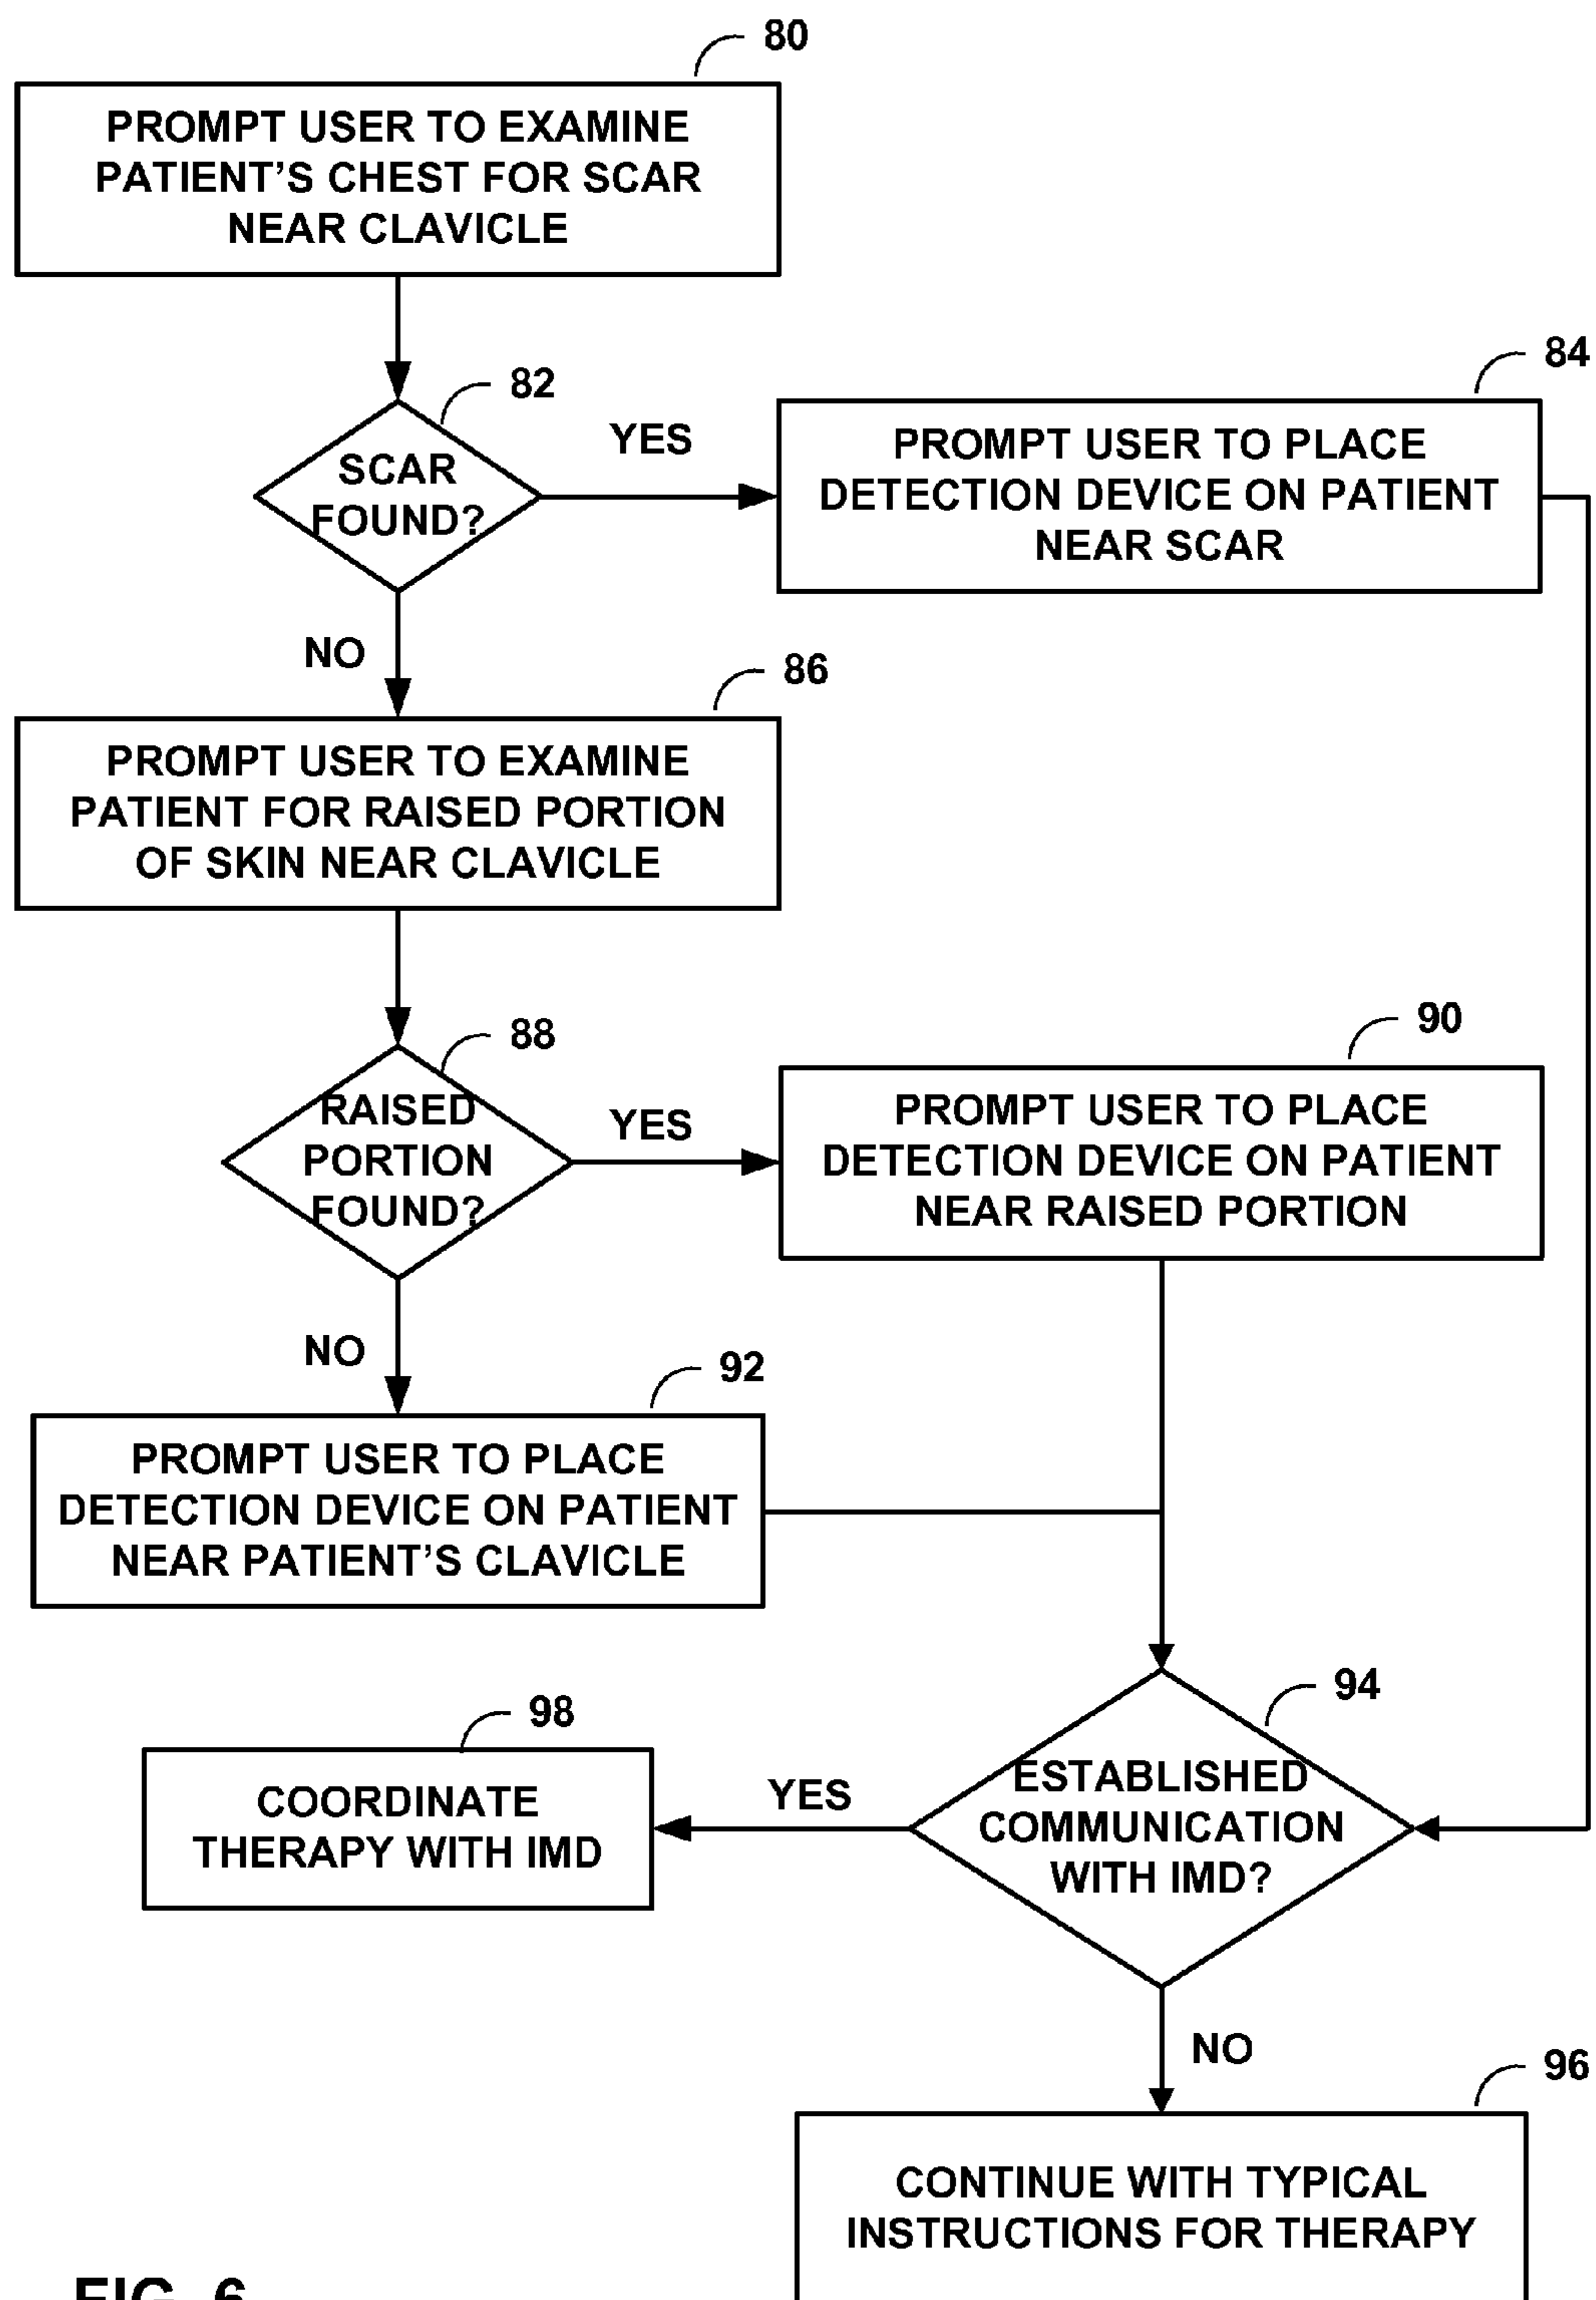 80
PROMPT USER TO EXAMINE
PATIENT'S CHEST FOR SCAR
NEAR CLAVICLE
82
SCAR
FOUND?
YES
84
PROMPT USER TO PLACE
DETECTION DEVICE ON PATIENT
NEAR SCAR
NO
86
PROMPT USER TO EXAMINE
PATIENT FOR RAISED PORTION
OF SKIN NEAR CLAVICLE
88
RAISED
PORTION
FOUND?
YES
90
PROMPT USER TO PLACE
DETECTION DEVICE ON PATIENT
NEAR RAISED PORTION
NO
92
PROMPT USER TO PLACE
DETECTION DEVICE ON PATIENT
NEAR PATIENT'S CLAVICLE
94
ESTABLISHED
COMMUNICATION
WITH IMD?
YES
98
COORDINATE
THERAPY WITH IMD
NO
96
CONTINUE WITH TYPICAL
INSTRUCTIONS FOR THERAPY
FIG. 6